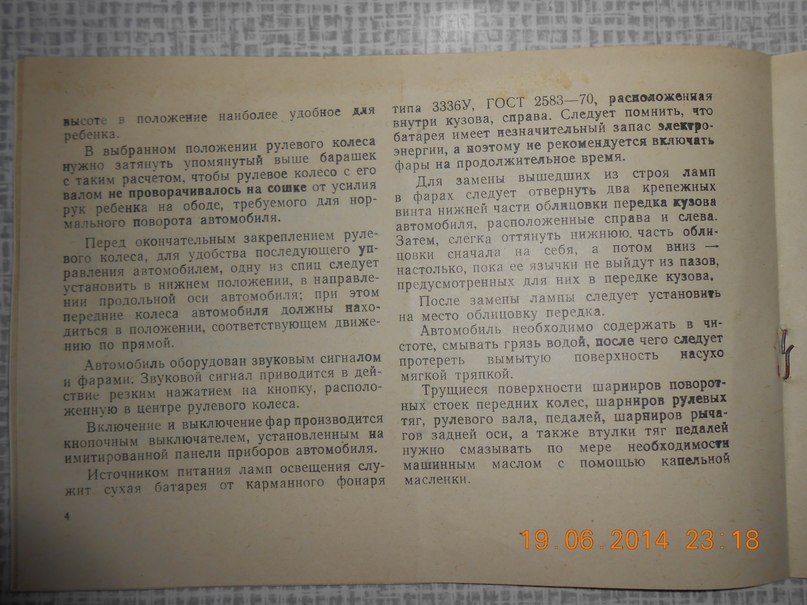 высоте в положение наиболее удобное для
ребенка.
В выбранном положении рулевого колеса
нужно затянуть упомянутый выше барашек
с таким расчетом, чтобы рулевое колесо с его
валом не проворачивалось на сошке от усилия
рук ребенка на ободе, требуемого для нор-
мального поворота автомобиля.
Перед окончательным закреплением руле-
вого колеса, для удобства последующего уп-
равления автомобилем, одну из спиц следует
установить в нижнем положении, в направле-
нии продольной оси автомобиля; при этом
передние колеса автомобиля должны нахо-
диться в положении, соответствующем движе-
нию по прямой.
Автомобиль оборудован звуковым сигналом
и фарами. Звуковой сигнал приводится в дей-
ствие резким нажатием на кнопку, располо-
женную в центре рулевого колеса.
Включение и выключение фар производится
кнопочным выключателем, установленным на
имитированной панели приборов автомобиля.
Источником питания ламп освещения слу-
жит сухая батарея от карманного фонаря
4
типа 3336У, ГОСТ 2583—70, расположенная
внутри кузова, справа. Следует помнить, что
батарея имеет незначительный запас электро-
энергии, а поэтому не рекомендуется включать
фары на продолжительное время.
Для замены вышедших из строя ламп
в фарах следует отвернуть два крепежных
винта нижней части облицовки передка кузова
автомобиля, расположенные справа и слева.
Затем, слегка оттянуть нижнюю, часть обли-
цовки сначала на себя, а потом вниз —
настолько, пока ее язычки не выйдут из пазов,
предусмотренных для них в передке кузова.
После замены лампы следует установить
на место облицовку передка.
Автомобиль необходимо содержать в чи-
стоте, смывать грязь водой, после чего следует
протереть вымытую поверхность насухо
мягкой тряпкой.
Трущиеся поверхности шарниров поворот-
ных стоек передних колес, шарниров рулевых
тяг, рулевого вала, педалей, шарниров рыча-
гов задней оси, а также втулки тяг педалей
нужно смазывать по мере необходимости
машинным маслом с помощью капельной
масленки.
19.06.2014 23:18